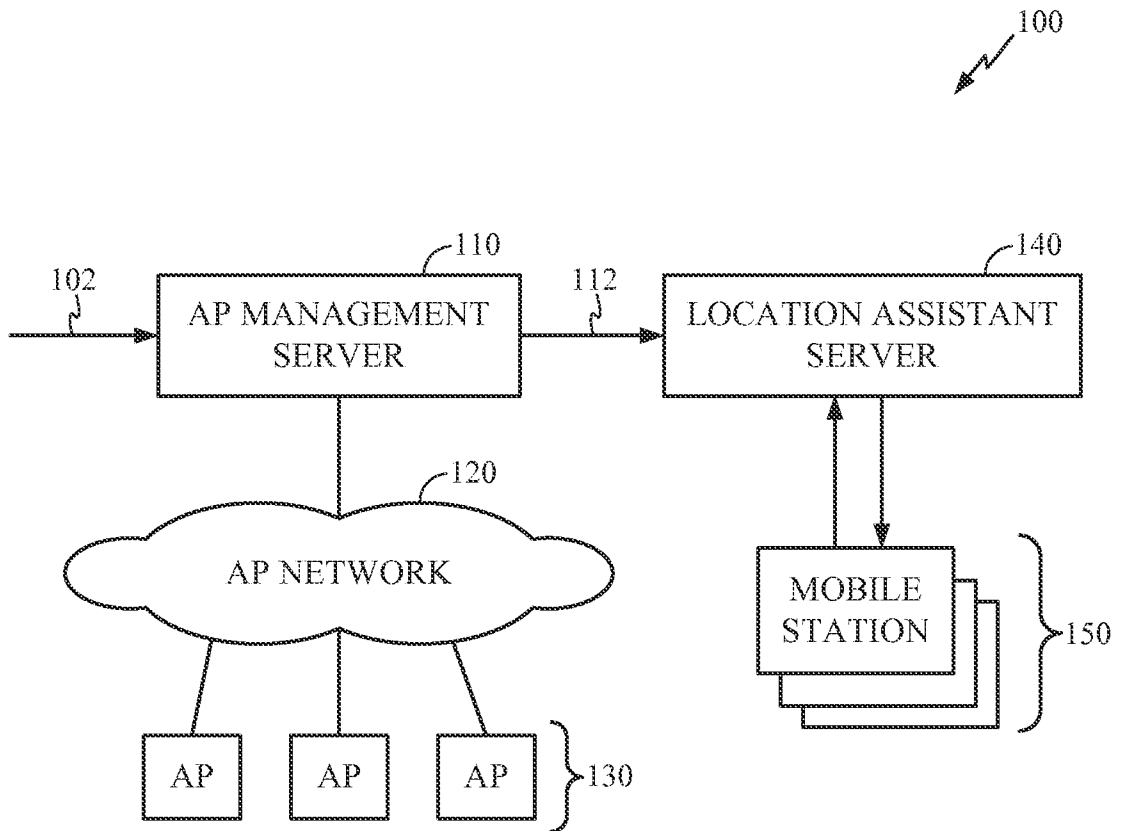 100
110
140
102
112
AP MANAGEMENT
SERVER
LOCATION ASSISTANT
SERVER
120
AP NETWORK
MOBILE
STATION
150
AP
AP
AP
130